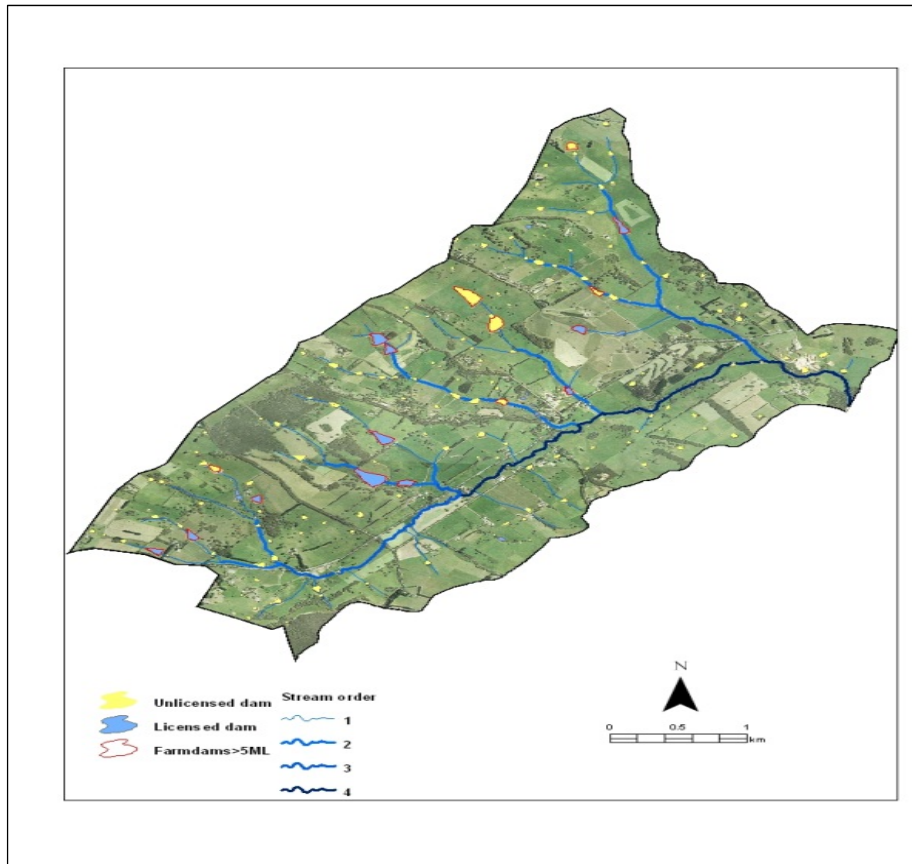 Unlicensed dam
Licensed dam
Farmdams>5ML
Stream order
1
2
3
4
N
0 0.5 1
km